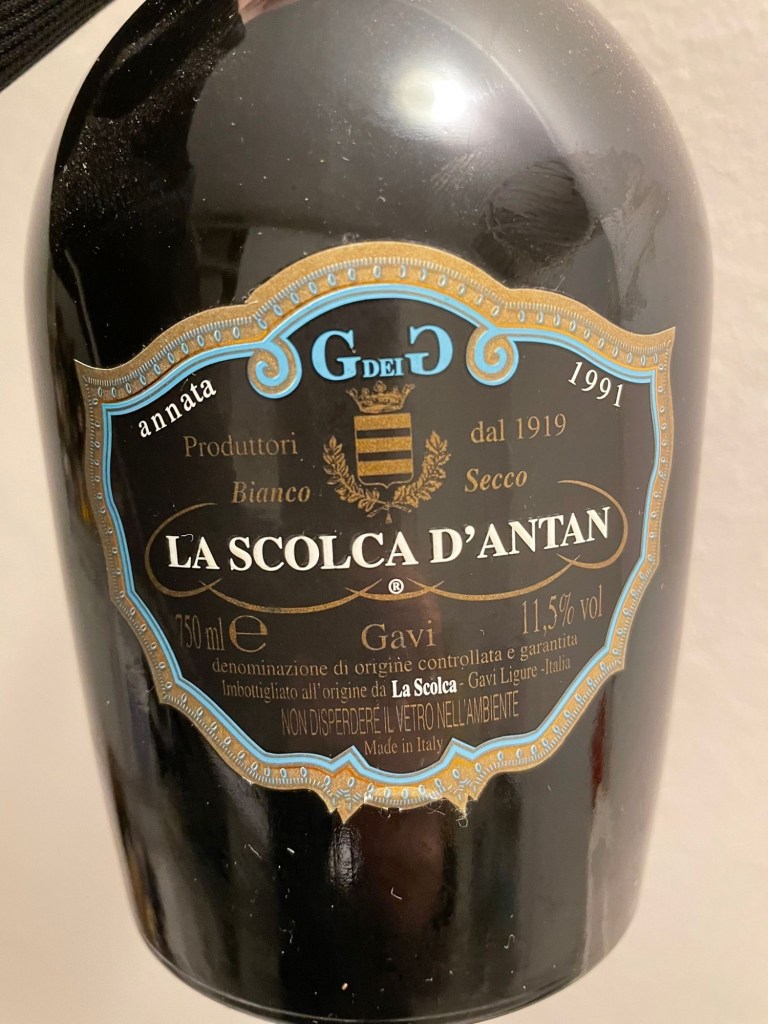 G DEI G
annata 1991
Produttori dal 1919
Bianco Secco
LA SCOLCA D'ANTAN
®
750 ml e Gavi 11,5% vol
denominazione di origine controllata e garantita
Imbottigliato all'origine da La Scolca - Gavi Ligure -Italia
NON DISPERDERE IL VETRO NELL'AMBIENTE
Made in Italy